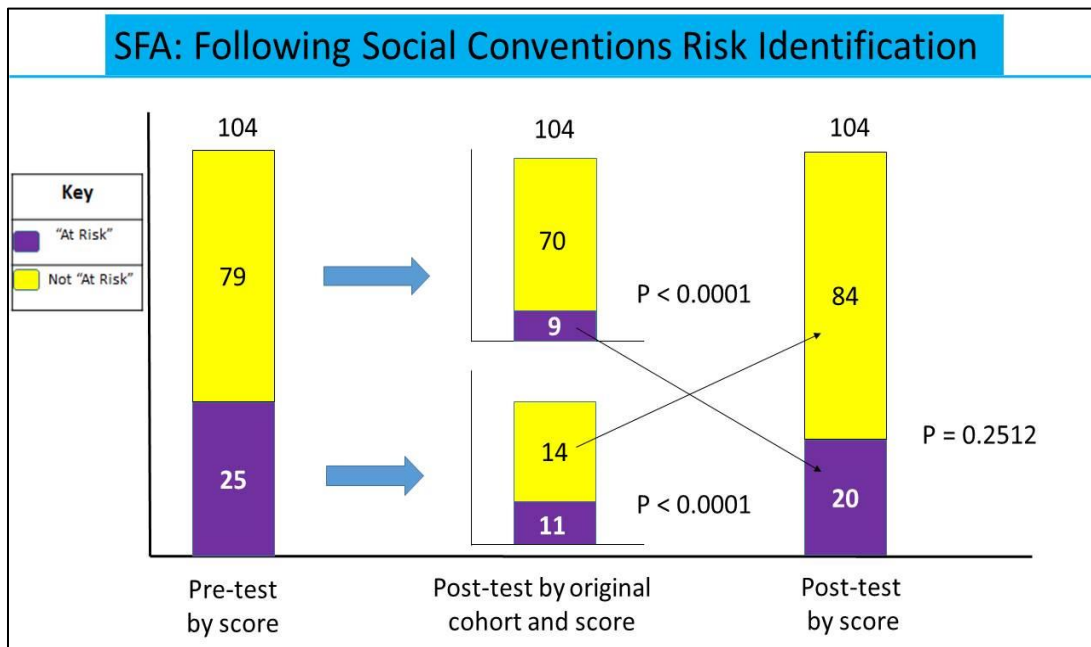 SFA: Following Social Conventions Risk Identification
104
104
104
Key
"At Risk"
Not "At Risk"
79
25
70
9
P < 0.0001
14
11
P < 0.0001
84
20
P = 0.2512
Pre-test
by score
Post-test by original
cohort and score
Post-test
by score